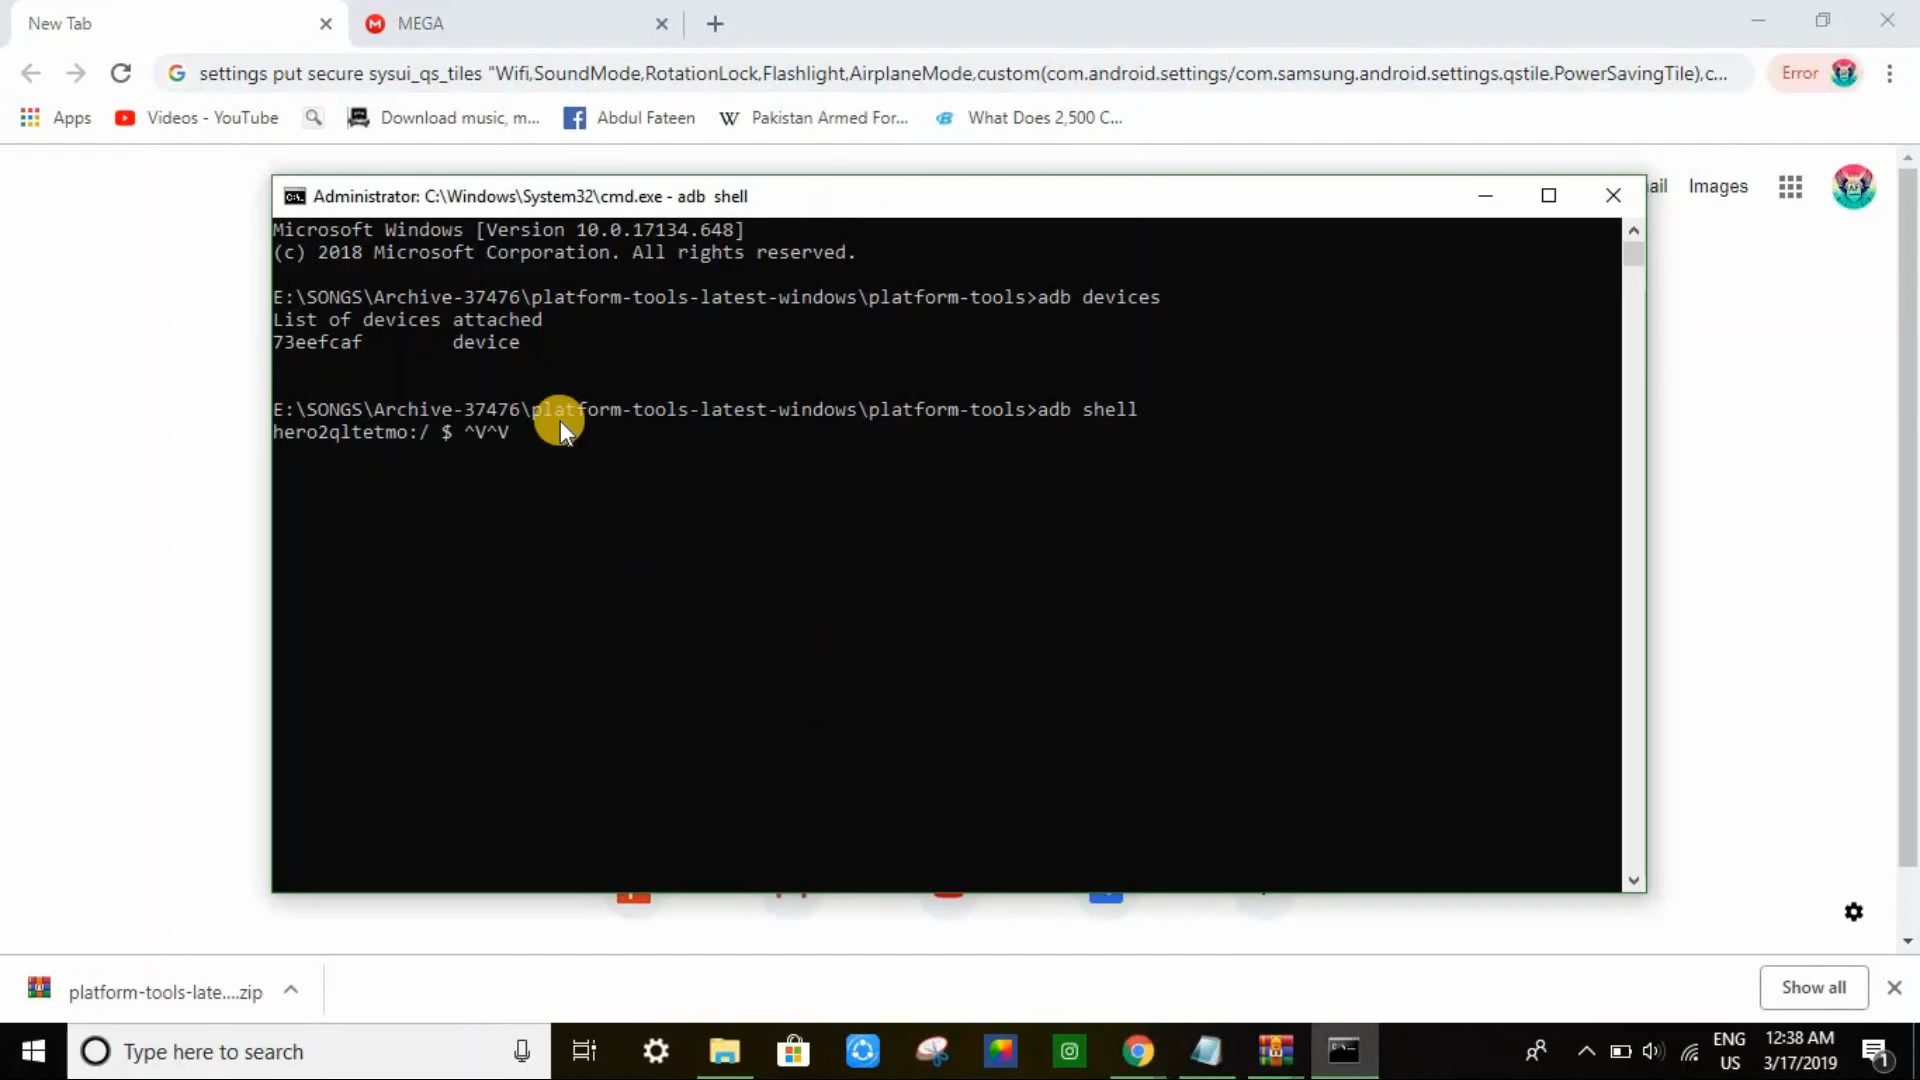 New Tab
MEGA
settings put secure sysui_qs_tiles "Wifi,SoundMode,RotationLock,Flashlight,AirplaneMode,custom(com.android.settings/com.samsung.android.settings.qstile.PowerSavingTile),c...
Error
Apps
Videos - YouTube
Download music, m...
Abdul Fateen
Pakistan Armed For...
What Does 2,500 C...
ail
Images
Administrator: C:\Windows\System32\cmd.exe - adb  shell
Microsoft Windows [Version 10.0.17134.648]
(c) 2018 Microsoft Corporation. All rights reserved.
E:\SONGS\Archive-37476\platform-tools-latest-windows\platform-tools>adb devices
List of devices attached
73eefcaf        device
E:\SONGS\Archive-37476\platform-tools-latest-windows\platform-tools>adb shell
hero2qltetmo:/ $ ^V^V
platform-tools-late....zip
Show all
Type here to search
ENG
US
12:38 AM
3/17/2019
1